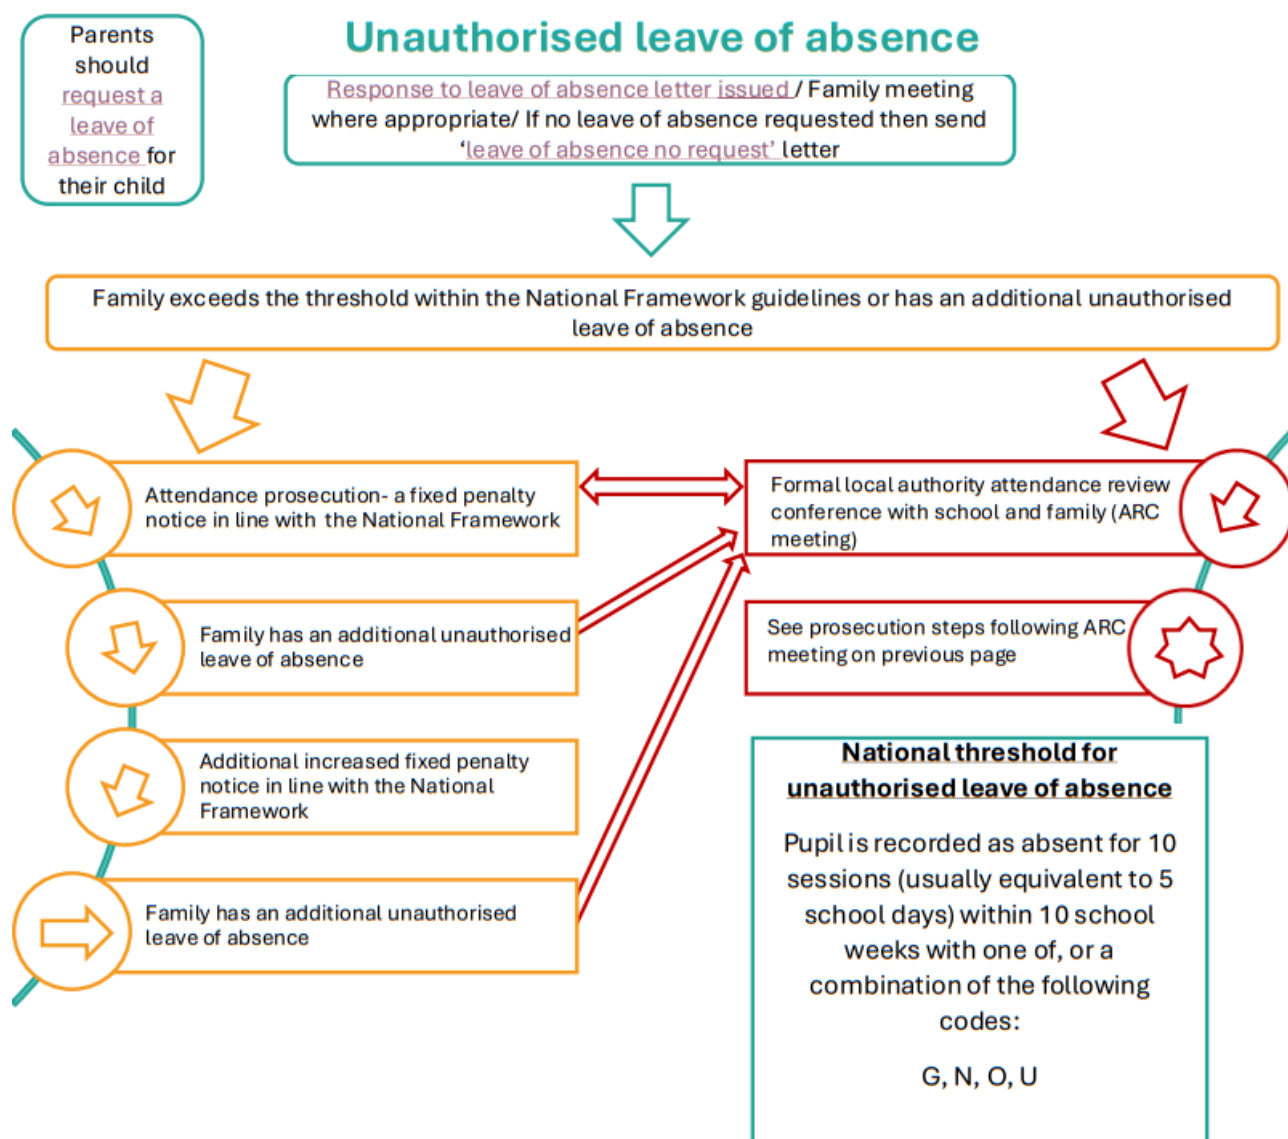 Parents
should
request a
leave of
absence for
their child
Unauthorised leave of absence
Response to leave of absence letter issued / Family meeting
where appropriate/ If no leave of absence requested then send
‘leave of absence no request’ letter
Family exceeds the threshold within the National Framework guidelines or has an additional unauthorised
leave of absence
Attendance prosecution- a fixed penalty
notice in line with the National Framework
Family has an additional unauthorised
leave of absence
Additional increased fixed penalty
notice in line with the National
Framework
Family has an additional unauthorised
leave of absence
Formal local authority attendance review
conference with school and family (ARC
meeting)
See prosecution steps following ARC
meeting on previous page
National threshold for
unauthorised leave of absence
Pupil is recorded as absent for 10
sessions (usually equivalent to 5
school days) within 10 school
weeks with one of, or a
combination of the following
codes:
G, N, O, U